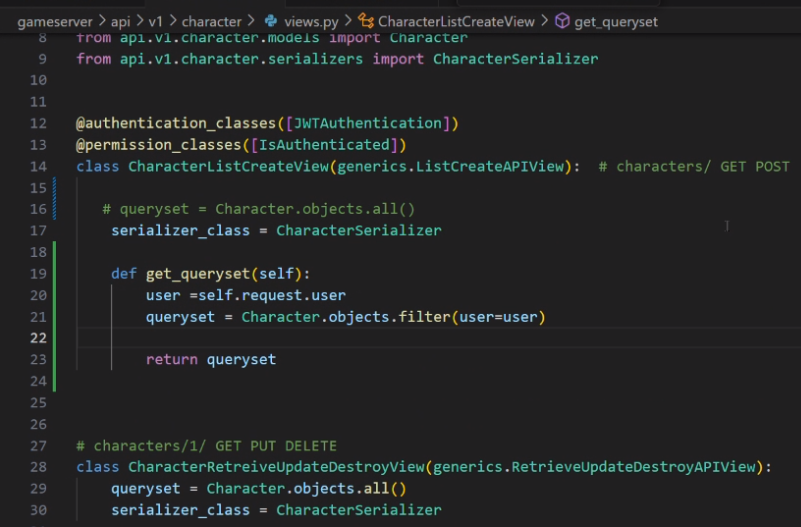 gameserver > api > v1 > character > views.py > CharacterListCreateView > get_queryset
8 from api.v1.character.models import Character
9 from api.v1.character.serializers import CharacterSerializer
10
11
12 @authentication_classes([JWTAuthentication])
13 @permission_classes([IsAuthenticated])
14 class CharacterListCreateView(generics.ListCreateAPIView):  # characters/ GET POST
15
16    # queryset = Character.objects.all()
17     serializer_class = CharacterSerializer
18
19     def get_queryset(self):
20         user =self.request.user
21         queryset = Character.objects.filter(user=user)
22
23         return queryset
24
25
26
27 # characters/1/ GET PUT DELETE
28 class CharacterRetreiveUpdateDestroyView(generics.RetrieveUpdateDestroyAPIView):
29     queryset = Character.objects.all()
30     serializer_class = CharacterSerializer